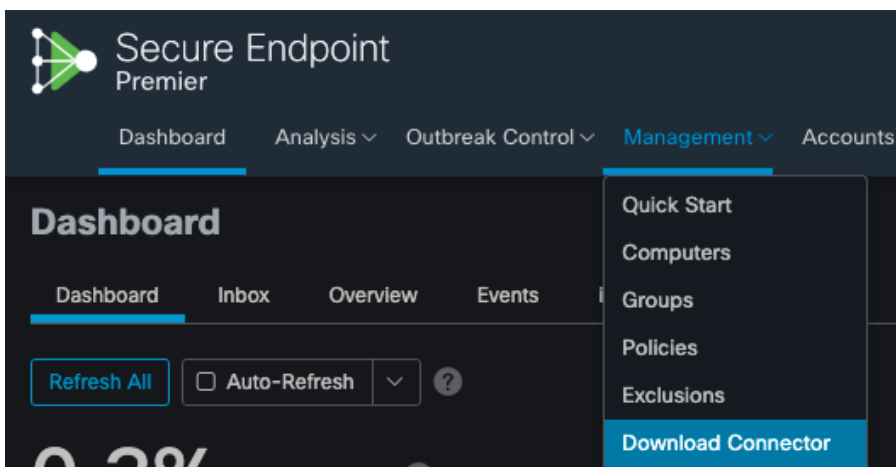 Secure Endpoint
Premier
Dashboard Analysis Outbreak Control Management Accounts
Quick Start
Dashboard
Computers
Dashboard Inbox Overview Events
Groups
Policies
Refresh All Auto-Refresh ?
Exclusions
Download Connector